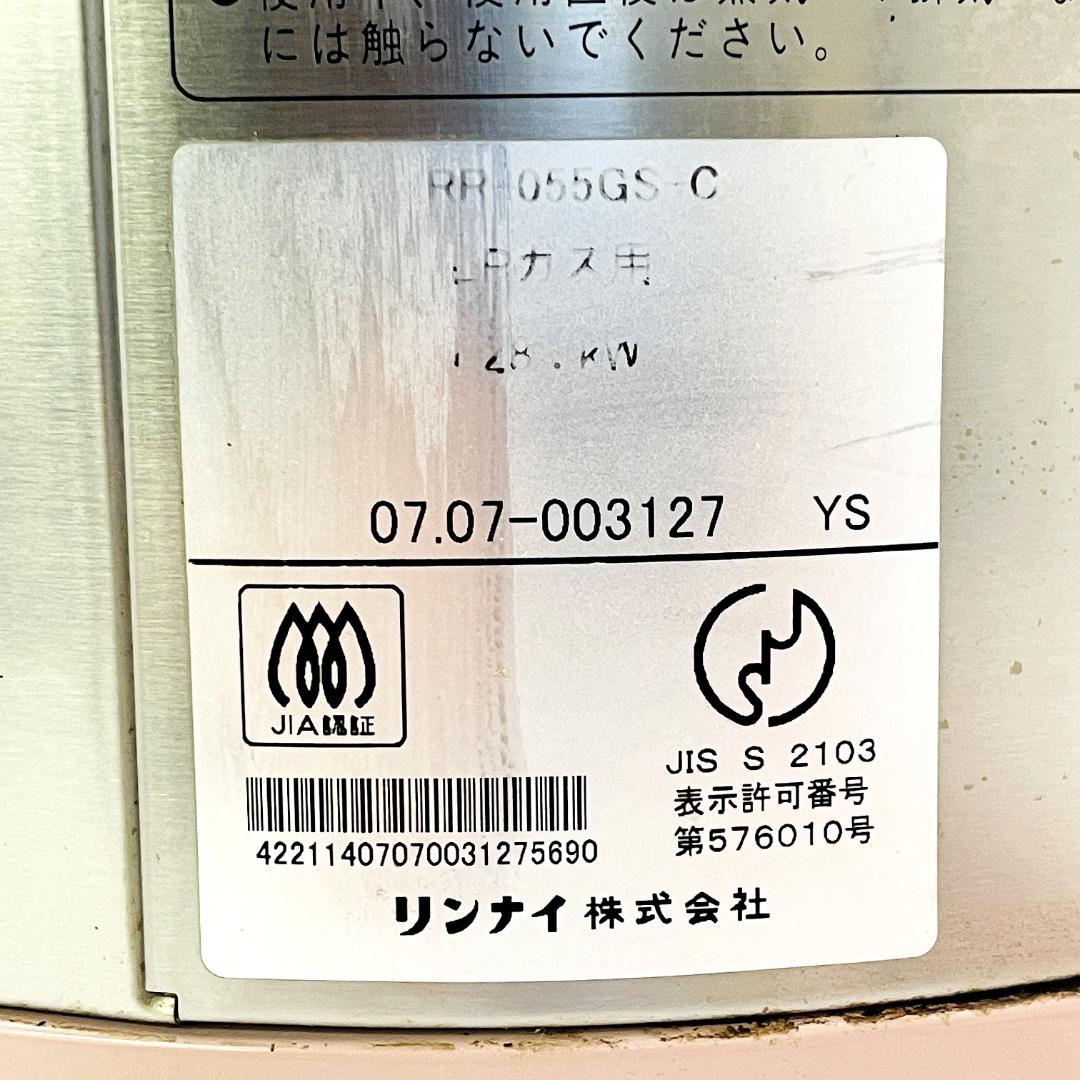 には触らないでください。
RR-055GS-C
LPガス用
07.07-003127 YS
JIA認証
JIS S 2103
表示許可番号
第576010号
42211407070031275690
リンナイ株式会社